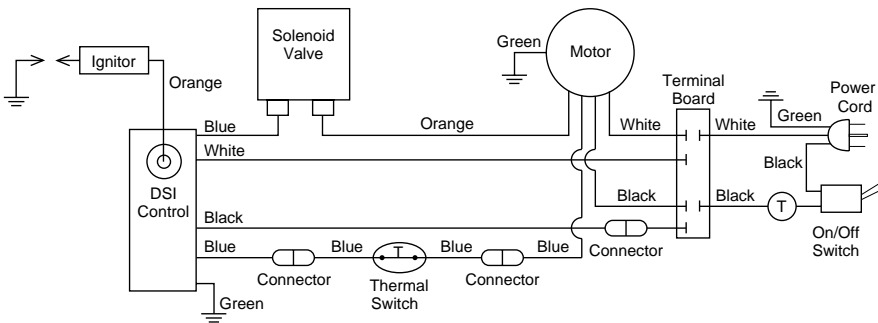 Solenoid
Valve
Motor
Green
Ignitor
Orange
Terminal
Board
Power
Cord
Green
Blue
Orange
White
White
White
Black
DSI
Control
Black
Black
Black
T
On/Off
Switch
Connector
Blue
Blue
T
Blue
Blue
Connector
Thermal
Switch
Connector
Green